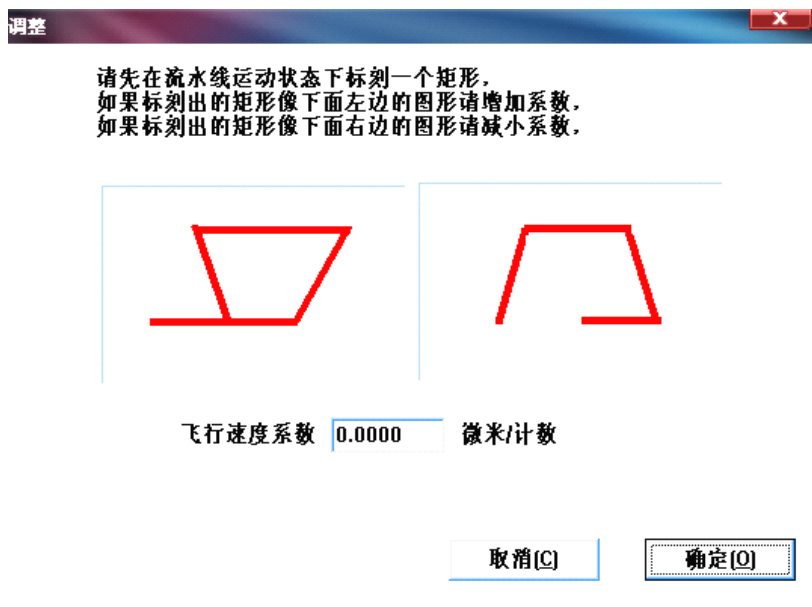 调整
请先在流水线运动状态下标刻一个矩形，
如果标刻出的矩形像下面左边的图形请增加系数，
如果标刻出的矩形像下面右边的图形请减小系数，
飞行速度系数 0.0000 微米/计数
取消(C) 确定(O)